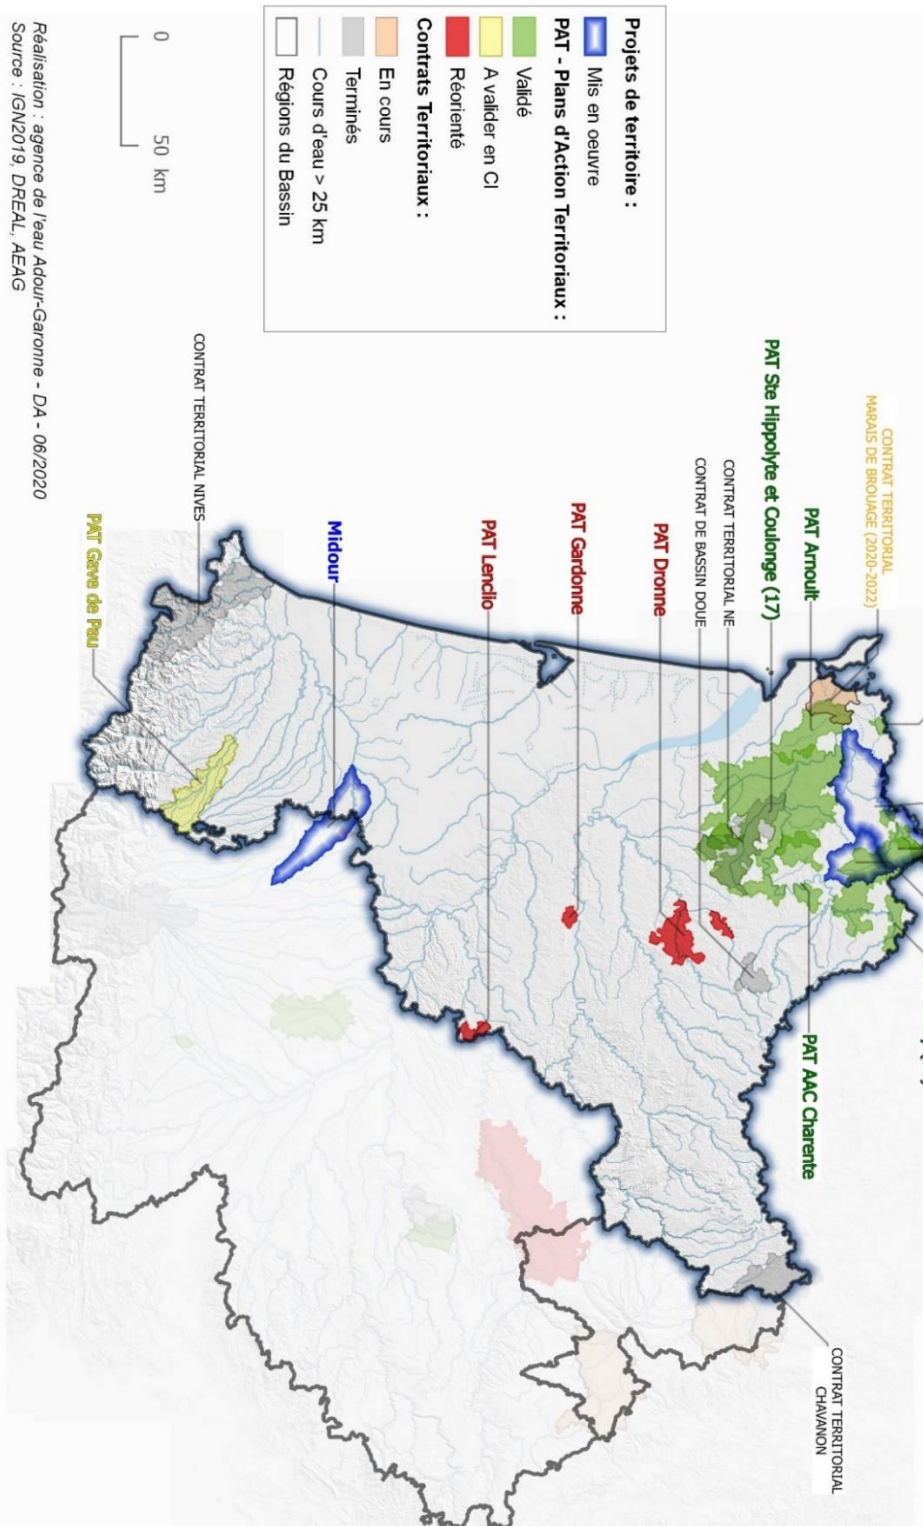 CONTRAT TERRITORIAL
MARAIS DE BROUAGE (2020-2022)
PAT Arnoult
PAT Ste Hippolyte et Coulonge (17)
CONTRAT TERRITORIAL NE
CONTRAT DE BASSIN DOUE
PAT Dronne
PAT Gardonne
PAT Lenclio
Midour
CONTRAT TERRITORIAL NIVES
PAT Gave de Pau
PAT AAC Charente
CONTRAT TERRITORIAL
CHAVANON
Projets de territoire :
Mis en oeuvre
PAT - Plans d'Action Territoriaux :
Validé
A valider en CI
Réorienté
Contrats Territoriaux :
En cours
Terminés
Cours d'eau > 25 km
Régions du Bassin
0 50 km
Réalisation : agence de l'eau Adour-Garonne - DA - 06/2020
Source : IGN2019, DREAL, AEAG